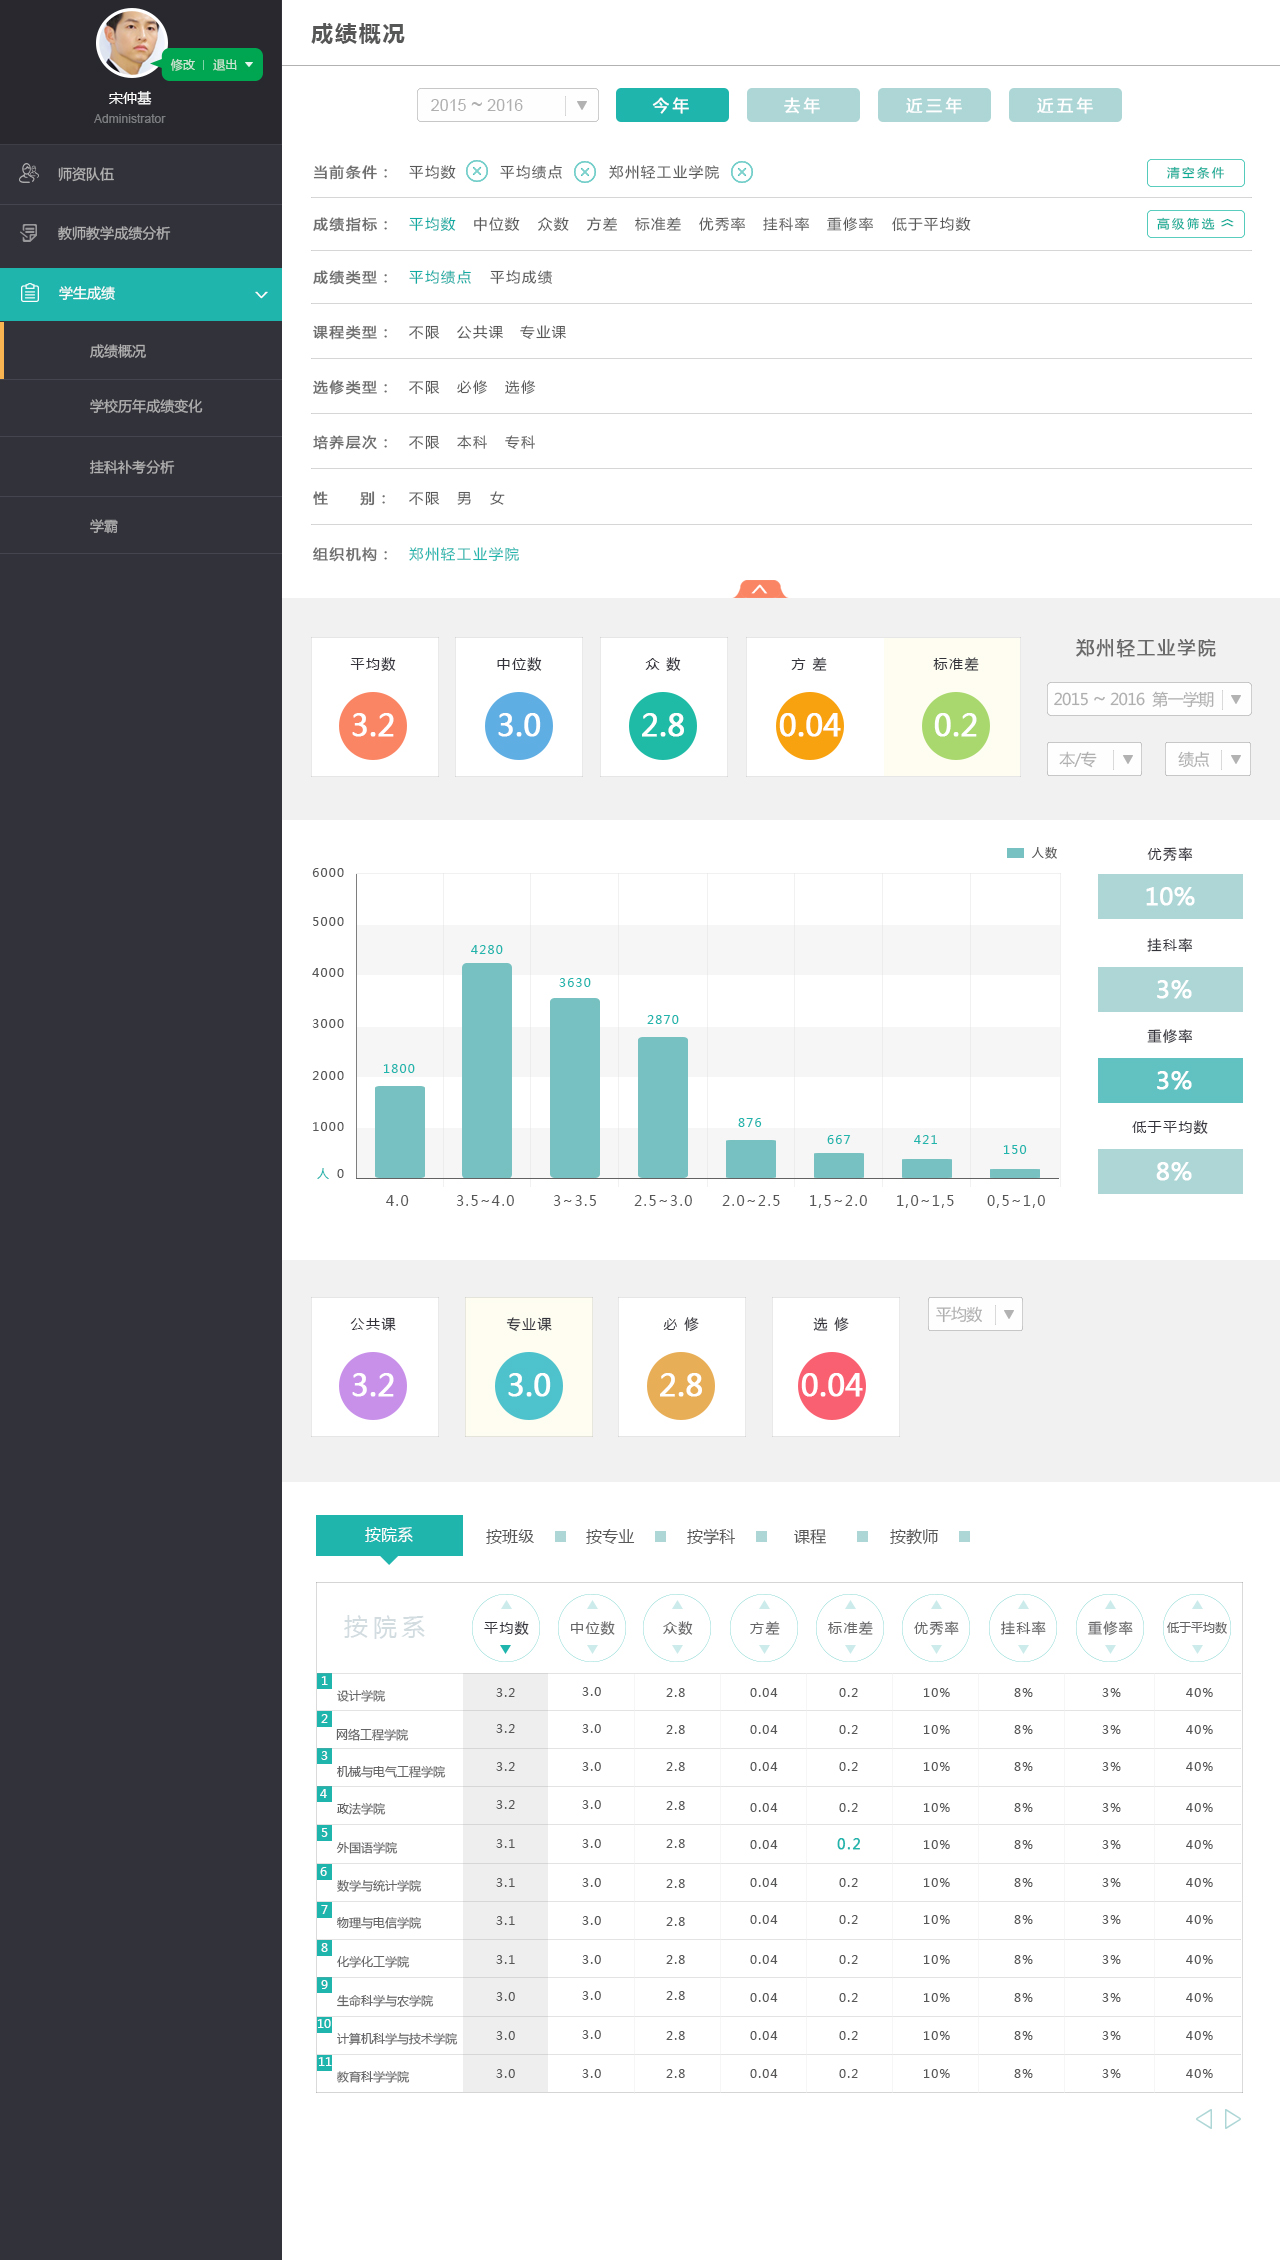 修改 | 退出
宋仲基
Administrator
师资队伍
教师教学成绩分析
学生成绩
成绩概况
学校历年成绩变化
挂科补考分析
学霸
成绩概况
2015 ~ 2016 今年 去年 近三年 近五年
当前条件： 平均数 平均绩点 郑州轻工业学院 清空条件
成绩指标： 平均数 中位数 众数 方差 标准差 优秀率 挂科率 重修率 低于平均数 高级筛选
成绩类型： 平均绩点 平均成绩
课程类型： 不限 公共课 专业课
选修类型： 不限 必修 选修
培养层次： 不限 本科 专科
性 别： 不限 男 女
组织机构： 郑州轻工业学院
平均数 中位数 众 数 方 差 标准差
3.2 3.0 2.8 0.04 0.2
郑州轻工业学院
2015 ~ 2016 第一学期
本/专 绩点
人数
6000
5000
4000
3000
2000
1000
人 0
1800 4280 3630 2870 876 667 421 150
4.0 3.5~4.0 3~3.5 2.5~3.0 2.0~2.5 1,5~2.0 1,0~1,5 0,5~1,0
优秀率
10%
挂科率
3%
重修率
3%
低于平均数
8%
公共课 专业课 必 修 选 修
3.2 3.0 2.8 0.04
平均数
按院系 按班级 按专业 按学科 课程 按教师
按院系 平均数 中位数 众数 方差 标准差 优秀率 挂科率 重修率 低于平均数
1 设计学院 3.2 3.0 2.8 0.04 0.2 10% 8% 3% 40%
2 网络工程学院 3.2 3.0 2.8 0.04 0.2 10% 8% 3% 40%
3 机械与电气工程学院 3.2 3.0 2.8 0.04 0.2 10% 8% 3% 40%
4 政法学院 3.2 3.0 2.8 0.04 0.2 10% 8% 3% 40%
5 外国语学院 3.1 3.0 2.8 0.04 0.2 10% 8% 3% 40%
6 数学与统计学院 3.1 3.0 2.8 0.04 0.2 10% 8% 3% 40%
7 物理与电信学院 3.1 3.0 2.8 0.04 0.2 10% 8% 3% 40%
8 化学化工学院 3.1 3.0 2.8 0.04 0.2 10% 8% 3% 40%
9 生命科学与农学院 3.0 3.0 2.8 0.04 0.2 10% 8% 3% 40%
10 计算机科学与技术学院 3.0 3.0 2.8 0.04 0.2 10% 8% 3% 40%
11 教育科学学院 3.0 3.0 2.8 0.04 0.2 10% 8% 3% 40%